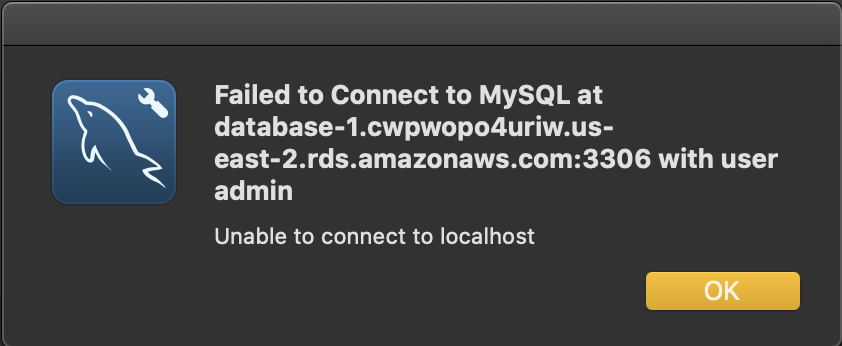 Failed to Connect to MySQL at
database-1.cwpwopo4uriw.us-
east-2.rds.amazonaws.com:3306 with user
admin
Unable to connect to localhost
OK